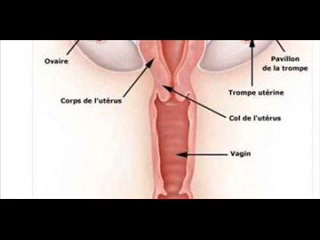 Ovaire
Pavillon
de la trompe
Trompe utérine
Corps de l'utérus
Col de l'utérus
Vagin